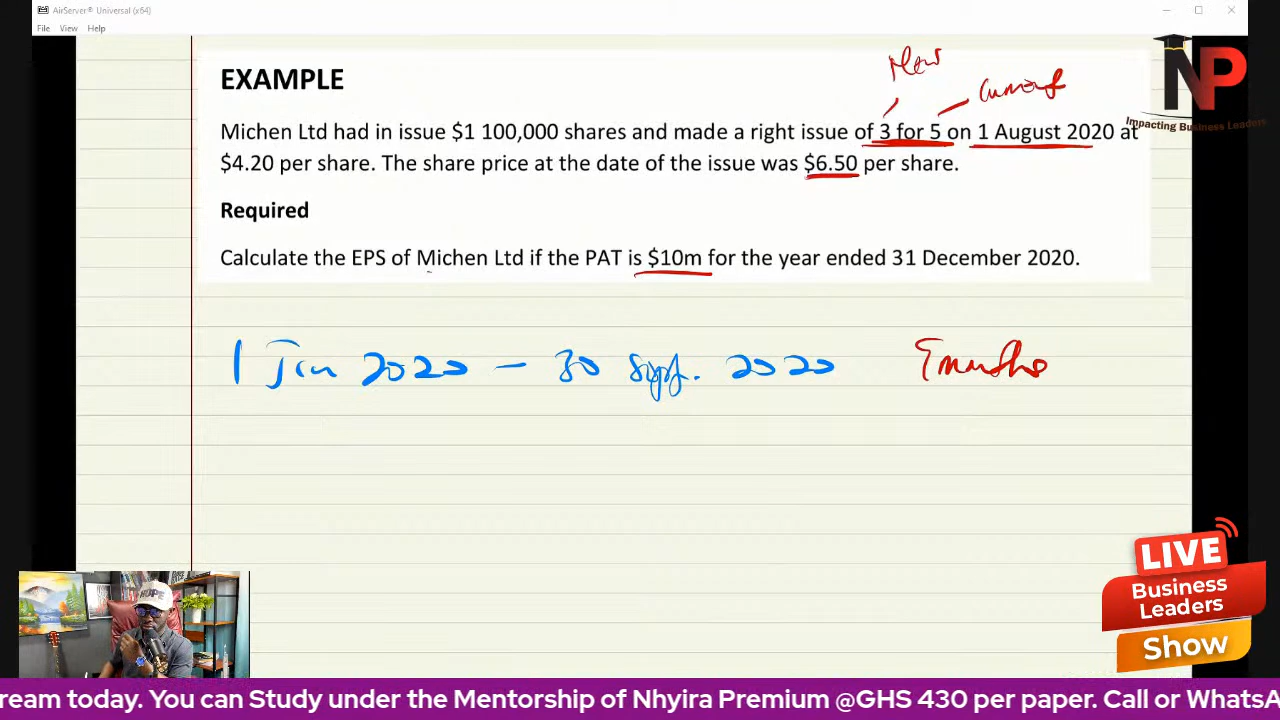 AirServer® Universal (x64)
File View Help
New
Current
EXAMPLE
Michen Ltd had in issue $1 100,000 shares and made a right issue of 3 for 5 on 1 August 2020 at
$4.20 per share. The share price at the date of the issue was $6.50 per share.
NP
Impacting Business Leaders
Required
Calculate the EPS of Michen Ltd if the PAT is $10m for the year ended 31 December 2020.
1 Jan 2020 — 30 Sept. 2020 months
HOPE
LIVE
Business
Leaders
Show
ream today. You can Study under the Mentorship of Nhyira Premium @GHS 430 per paper. Call or WhatsA